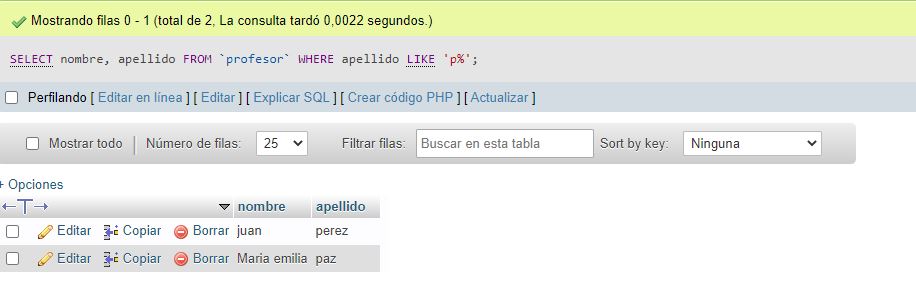 Mostrando filas 0 - 1 (total de 2, La consulta tardó 0,0022 segundos.)
SELECT nombre, apellido FROM `profesor` WHERE apellido LIKE 'p%';
Perfilando [ Editar en línea ] [ Editar ] [ Explicar SQL ] [ Crear código PHP ] [ Actualizar ]
Mostrar todo | Número de filas: 25 Filtrar filas: Buscar en esta tabla Sort by key: Ninguna
+ Opciones
←T→ nombre apellido
Editar Copiar Borrar juan perez
Editar Copiar Borrar Maria emilia paz